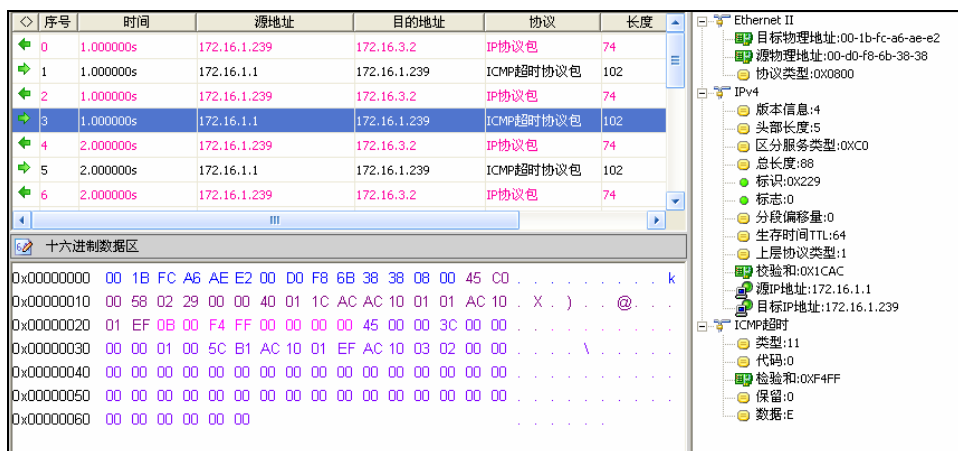 序号 时间 源地址 目的地址 协议 长度
0 1.000000s 172.16.1.239 172.16.3.2 IP协议包 74
1 1.000000s 172.16.1.1 172.16.1.239 ICMP超时协议包 102
2 1.000000s 172.16.1.239 172.16.3.2 IP协议包 74
3 1.000000s 172.16.1.1 172.16.1.239 ICMP超时协议包 102
4 2.000000s 172.16.1.239 172.16.3.2 IP协议包 74
5 2.000000s 172.16.1.1 172.16.1.239 ICMP超时协议包 102
6 2.000000s 172.16.1.239 172.16.3.2 IP协议包 74
十六进制数据区
0x00000000 00 1B FC A6 AE E2 00 D0 F8 6B 38 38 08 00 45 C0 . . . . . . . . . k
0x00000010 00 58 02 29 00 00 40 01 1C AC AC 10 01 01 AC 10 . X . ) . . @ . . .
0x00000020 01 EF 0B 00 F4 FF 00 00 00 00 45 00 00 3C 00 00 . . . . . . . . . .
0x00000030 00 00 01 00 5C B1 AC 10 01 EF AC 10 03 02 00 00 . . . . \ . . . . .
0x00000040 00 00 00 00 00 00 00 00 00 00 00 00 00 00 00 00 . . . . . . . . . .
0x00000050 00 00 00 00 00 00 00 00 00 00 00 00 00 00 00 00 . . . . . . . . . .
0x00000060 00 00 00 00 00 00 . . . . . .
Ethernet II
目标物理地址:00-1b-fc-a6-ae-e2
源物理地址:00-d0-f8-6b-38-38
协议类型:0X0800
IPv4
版本信息:4
头部长度:5
区分服务类型:0XC0
总长度:88
标识:0X229
标志:0
分段偏移量:0
生存时间TTL:64
上层协议类型:1
校验和:0X1CAC
源IP地址:172.16.1.1
目标IP地址:172.16.1.239
ICMP超时
类型:11
代码:0
检验和:0XF4FF
保留:0
数据:E